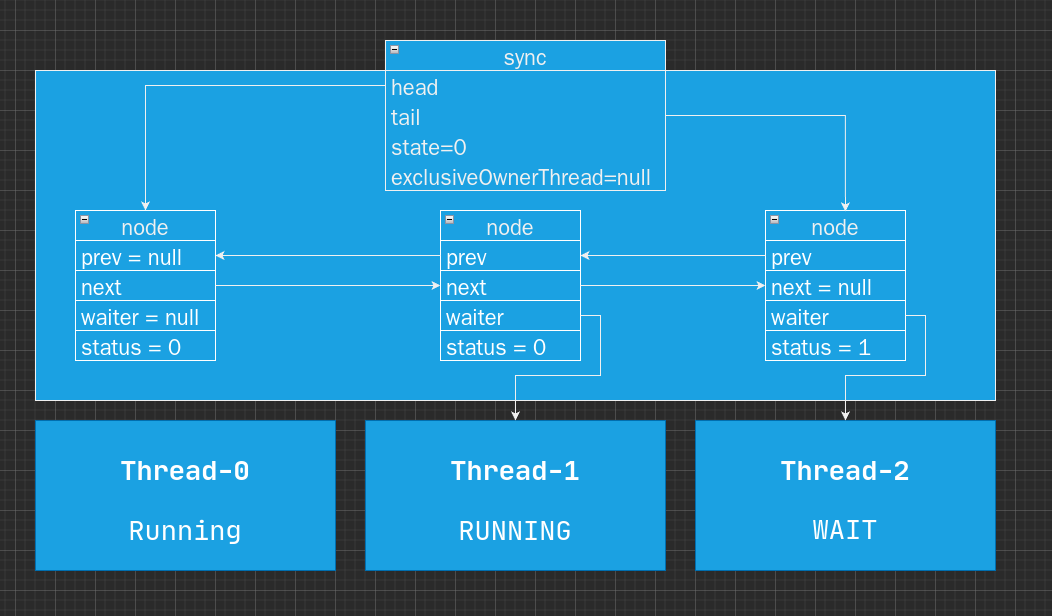 sync
head
tail
state=0
exclusiveOwnerThread=null
node
prev = null
next
waiter = null
status = 0
node
prev
next
waiter
status = 0
node
prev
next = null
waiter
status = 1
Thread-0
Running
Thread-1
RUNNING
Thread-2
WAIT